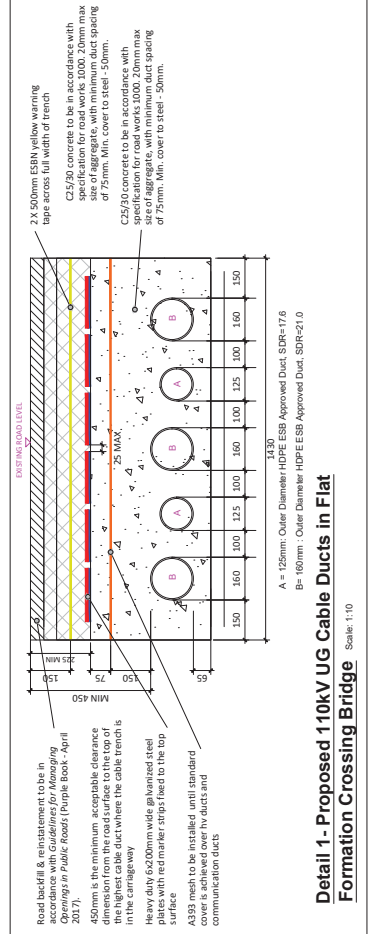 EXISTING ROAD LEVEL
Road backfill & reinstatement to be in
accordance with Guidelines for Managing
Openings in Public Roads (Purple Book - April
2017).
450mm is the minimum acceptable clearance
dimension from the road surface to the top of
the highest cable duct where the cable trench is
in the carriageway
Heavy duty 6x200mm wide galvanized steel
plates with red marker strips fixed to the top
surface
A393 mesh to be installed until standard
cover is achieved over hv ducts and
communication ducts
2 X 500mm ESBN yellow warning
tape across full width of trench
C25/30 concrete to be in accordance with
specification for road works 1000. 20mm max
size of aggregate, with minimum duct spacing
of 75mm. Min. cover to steel - 50mm.
C25/30 concrete to be in accordance with
specification for road works 1000. 20mm max
size of aggregate, with minimum duct spacing
of 75mm. Min. cover to steel - 50mm.
150
225 MIN
75
150
MIN 450
65
25 MAX.
B
A
B
A
B
150
160
100
125
100
160
100
125
100
160
150
1430
A = 125mm: Outer Diameter HDPE ESB Approved Duct, SDR=17.6
B= 160mm : Outer Diameter HDPE ESB Approved Duct, SDR=21.0
Detail 1- Proposed 110kV UG Cable Ducts in Flat
Formation Crossing Bridge Scale: 1:10